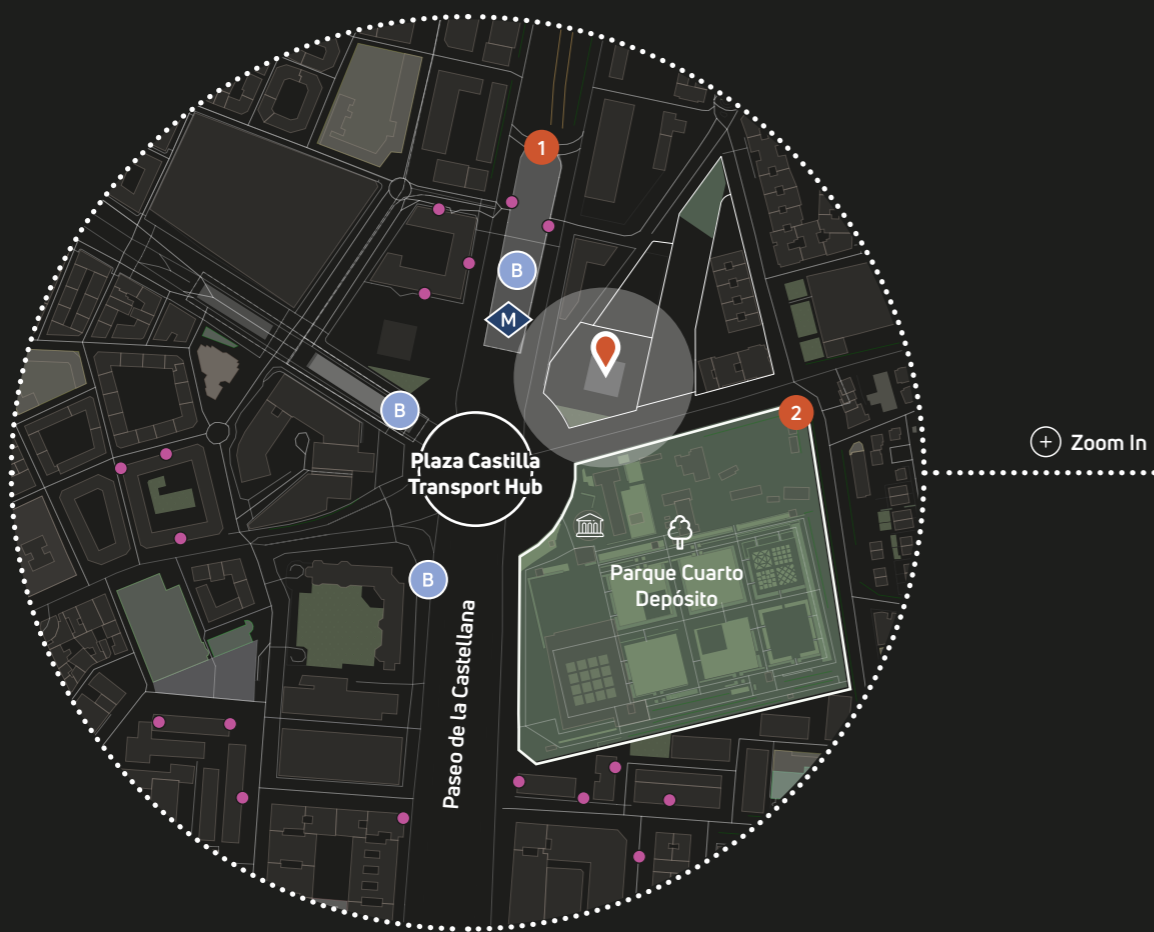 1
B
M
B
2
Plaza Castilla
Transport Hub
+ Zoom In
B
Parque Cuarto
Depósito
Paseo de la Castellana